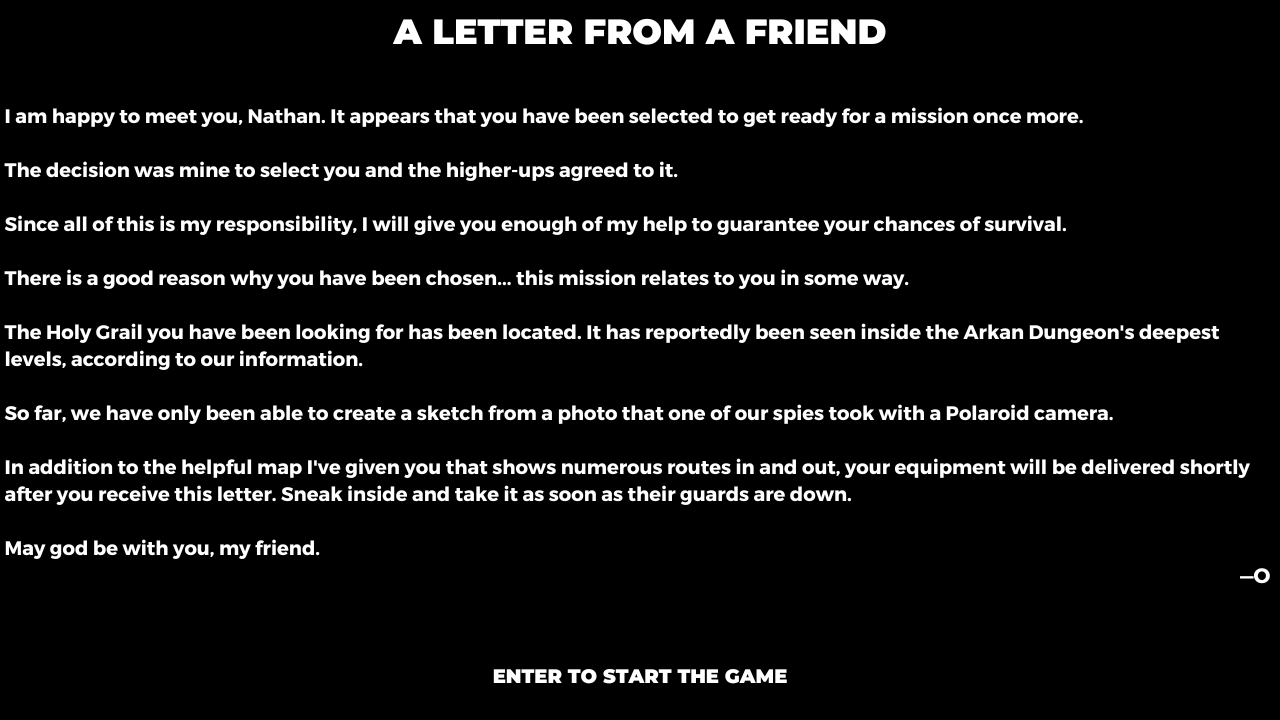 A LETTER FROM A FRIEND
I am happy to meet you, Nathan. It appears that you have been selected to get ready for a mission once more.
The decision was mine to select you and the higher-ups agreed to it.
Since all of this is my responsibility, I will give you enough of my help to guarantee your chances of survival.
There is a good reason why you have been chosen... this mission relates to you in some way.
The Holy Grail you have been looking for has been located. It has reportedly been seen inside the Arkan Dungeon's deepest
levels, according to our information.
So far, we have only been able to create a sketch from a photo that one of our spies took with a Polaroid camera.
In addition to the helpful map I've given you that shows numerous routes in and out, your equipment will be delivered shortly
after you receive this letter. Sneak inside and take it as soon as their guards are down.
May god be with you, my friend.
—O
ENTER TO START THE GAME